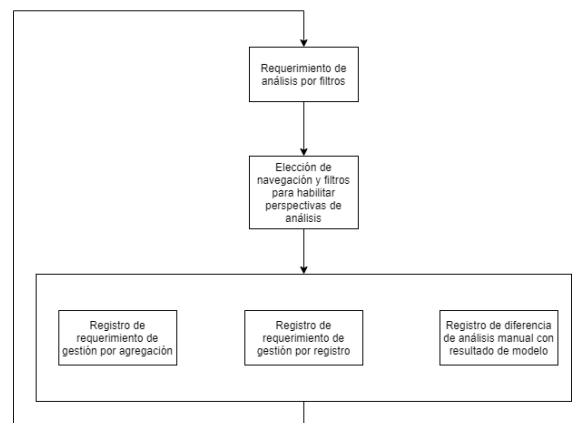 Requerimiento de
análisis por filtros
Elección de
navegación y filtros
para habilitar
perspectivas de
análisis
Registro de
requerimiento de
gestión por agregación
Registro de
requerimiento de
gestión por registro
Registro de diferencia
de análisis manual con
resultado de modelo